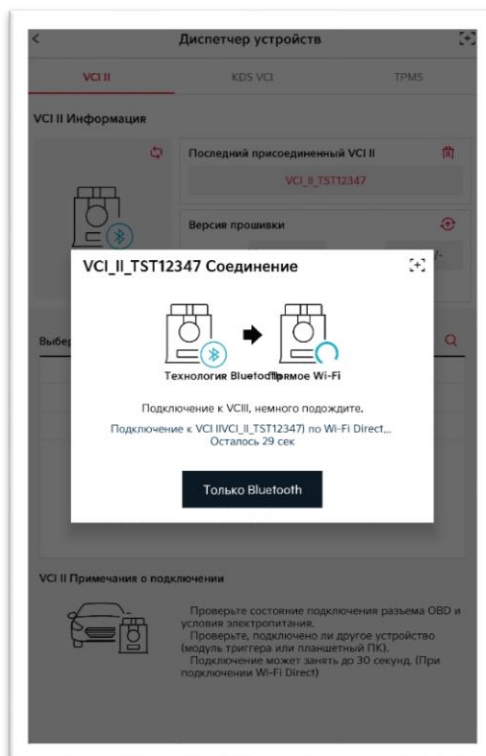 Диспетчер устройств
VCI II
KDS VCI
TPMS
VCI II Информация
Последний присоединенный VCI II
VCI_II_TST12347
Версия прошивки
-/-
VCI_II_TST12347 Соединение
Выбер
Технология Bluetooth
Прямое Wi-Fi
Подключение к VCIII, немного подождите.
Подключение к VCI IIVCI_II_TST12347) по Wi-Fi Direct...
Осталось 29 сек
Только Bluetooth
VCI II Примечания о подключении
Проверьте состояние подключения разъема OBD и
условия электропитания.
Проверьте, подключено ли другое устройство
(модуль триггера или планшетный ПК).
Подключение может занять до 30 секунд. (При
подключении Wi-Fi Direct)